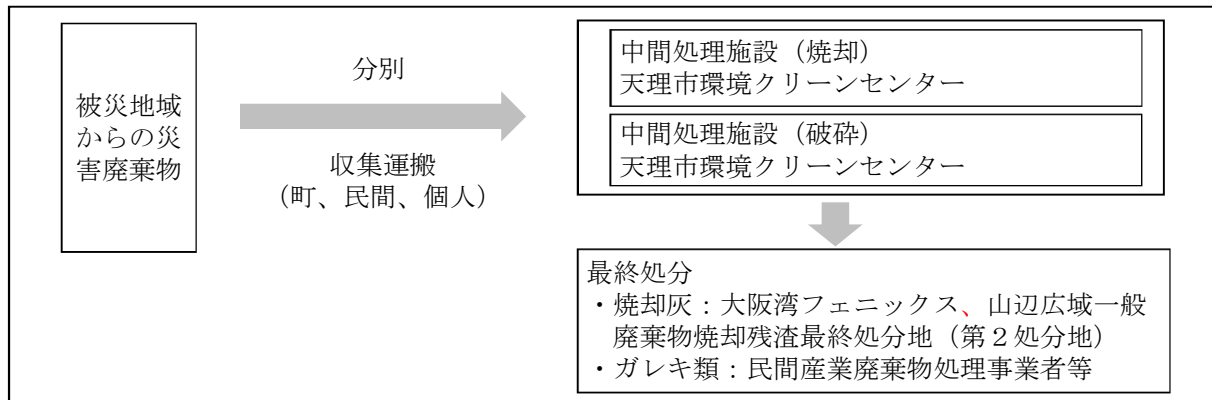 被災地域
からの災
害廃棄物
分別
収集運搬
（町、民間、個人）
中間処理施設（焼却）
天理市環境クリーンセンター
中間処理施設（破砕）
天理市環境クリーンセンター
最終処分
・焼却灰：大阪湾フェニックス、山辺広域一般
廃棄物焼却残渣最終処分地（第２処分地）
・ガレキ類：民間産業廃棄物処理事業者等